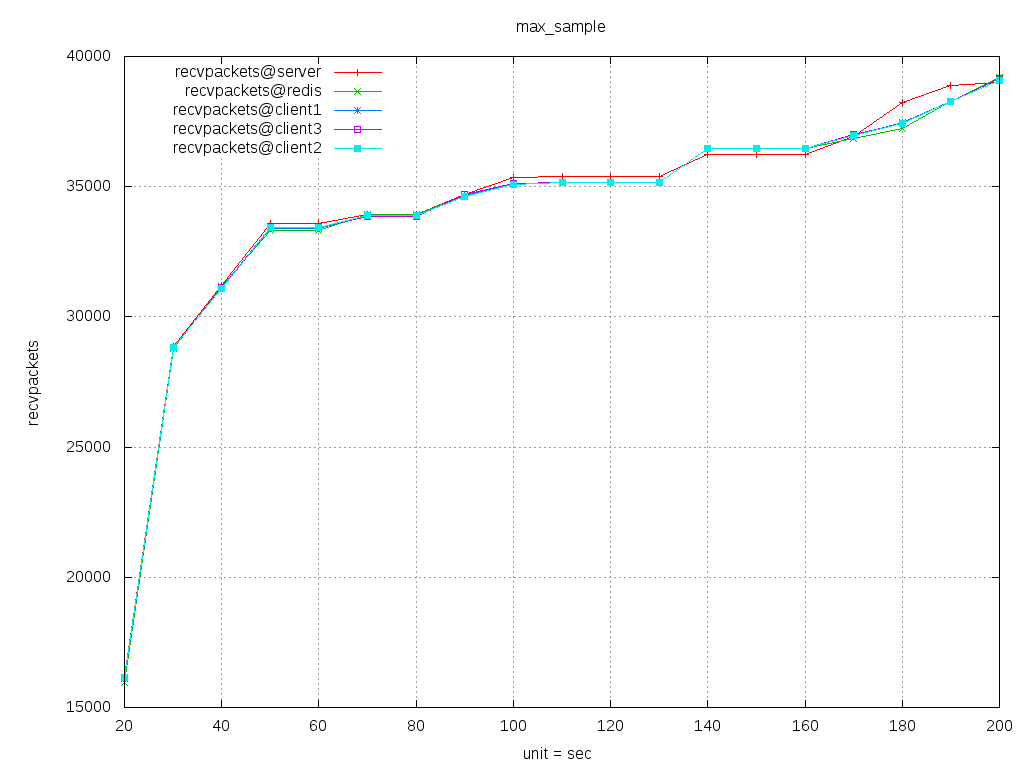 max_sample
40000
35000
30000
25000
20000
15000
recvpackets
recvpackets@server
recvpackets@redis
recvpackets@client1
recvpackets@client3
recvpackets@client2
20 40 60 80 100 120 140 160 180 200
unit = sec